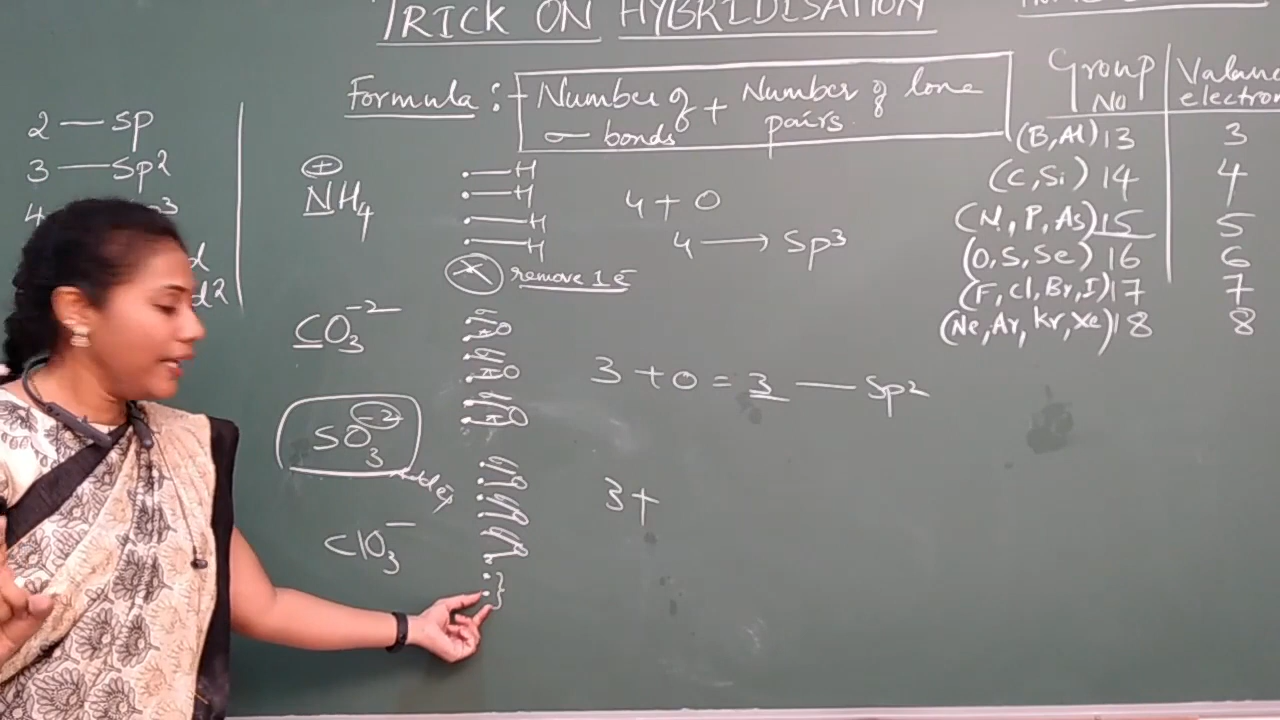 TRICK ON HYBRIDISATION
Formula :- Number of σ bonds + Number of lone pairs
2 — sp
3 — Sp2
4
d2
NH4 +
H
H
H
H
4 + 0
4 → Sp3
remove 1 e
CO3 -2
O
O
O
3 + 0 = 3 — Sp2
SO3 -2
3 +
ClO3 -
Group No Valance electron
(B, Al) 13 3
(C, Si) 14 4
(N, P, As) 15 5
(O, S, Se) 16 6
(F, Cl, Br, I) 17 7
(Ne, Ar, Kr, Xe) 18 8